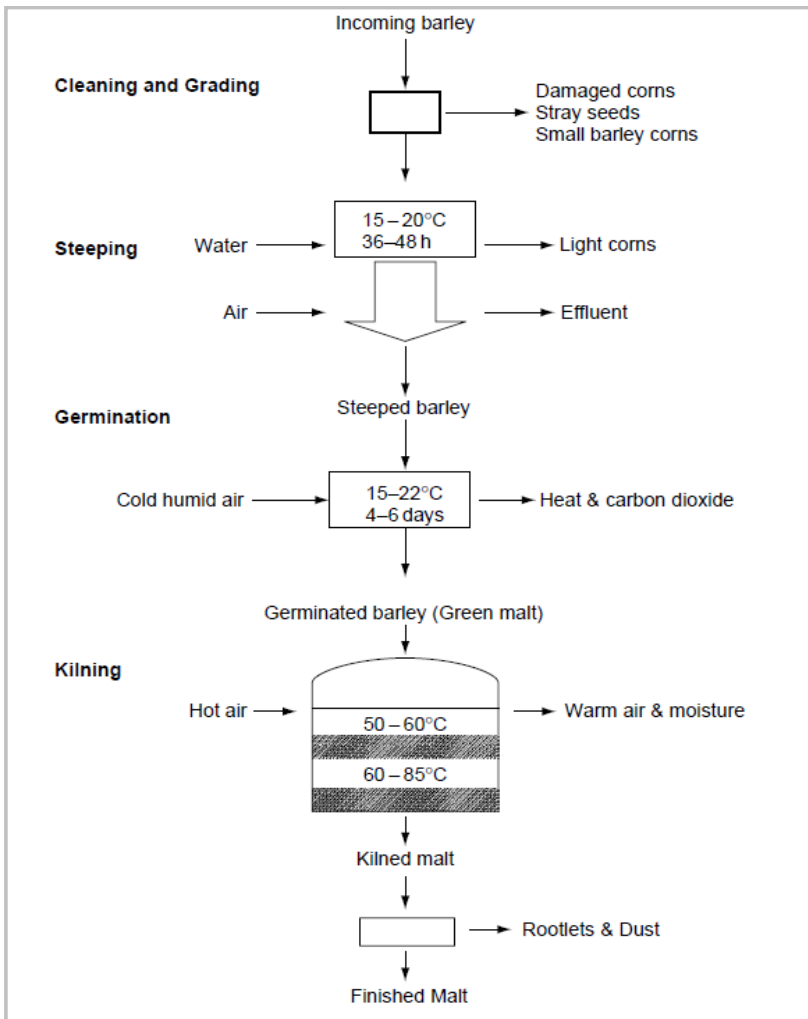 Incoming barley
Cleaning and Grading
Damaged corns
Stray seeds
Small barley corns
15 – 20°C
36–48 h
Steeping
Water
Light corns
Air
Effluent
Steeped barley
Germination
Cold humid air
15–22°C
4–6 days
Heat & carbon dioxide
Germinated barley (Green malt)
Kilning
Hot air
50 – 60°C
Warm air & moisture
60 – 85°C
Kilned malt
Rootlets & Dust
Finished Malt